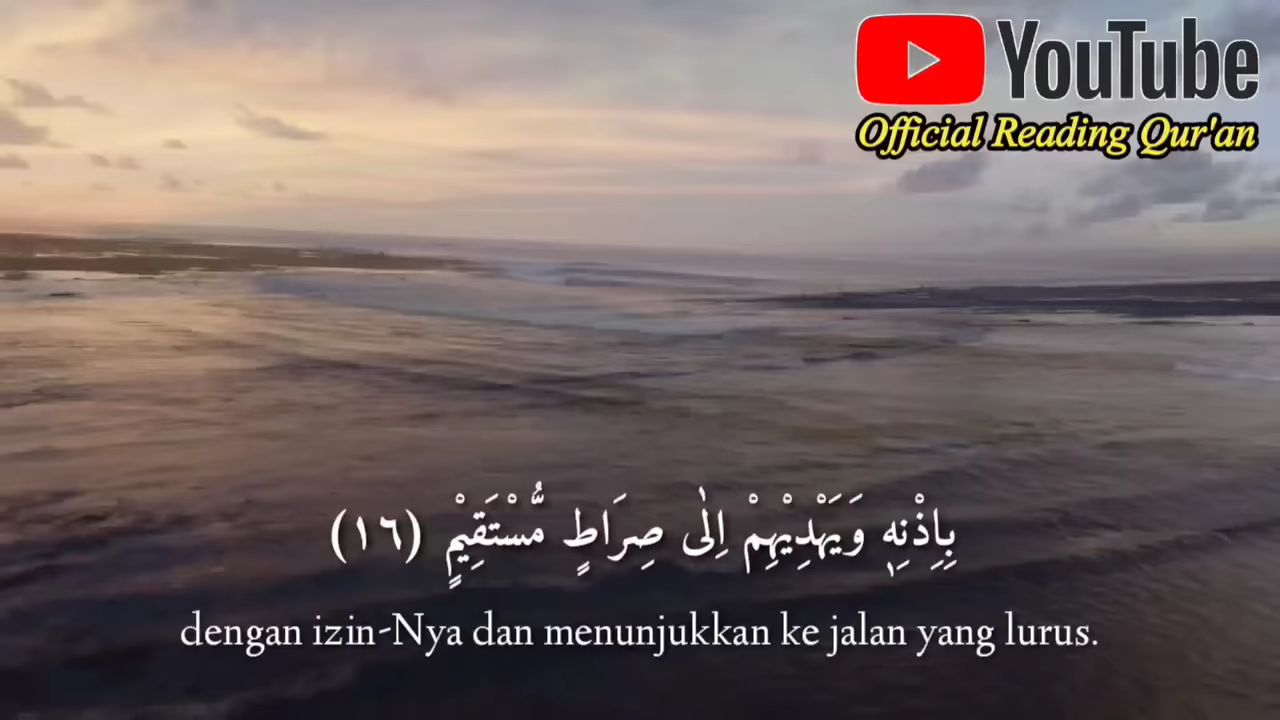 YouTube
Official Reading Qur'an
بِاِذْنِهٖ وَيَهْدِيْهِمْ اِلٰى صِرَاطٍ مُّسْتَقِيْمٍ (١٦)
dengan izin-Nya dan menunjukkan ke jalan yang lurus.